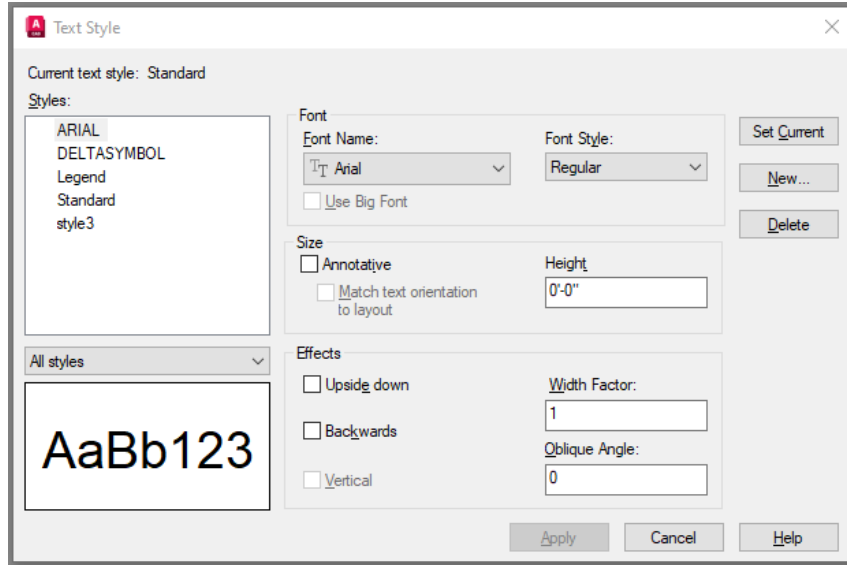 Text Style
Current text style: Standard
Styles:
ARIAL
DELTASYMBOL
Legend
Standard
style3
All styles
AaBb123
Font
Font Name:
Arial
Use Big Font
Font Style:
Regular
Size
Annotative
Match text orientation
to layout
Height
0'-0"
Effects
Upside down
Backwards
Vertical
Width Factor:
1
Oblique Angle:
0
Set Current
New...
Delete
Apply
Cancel
Help